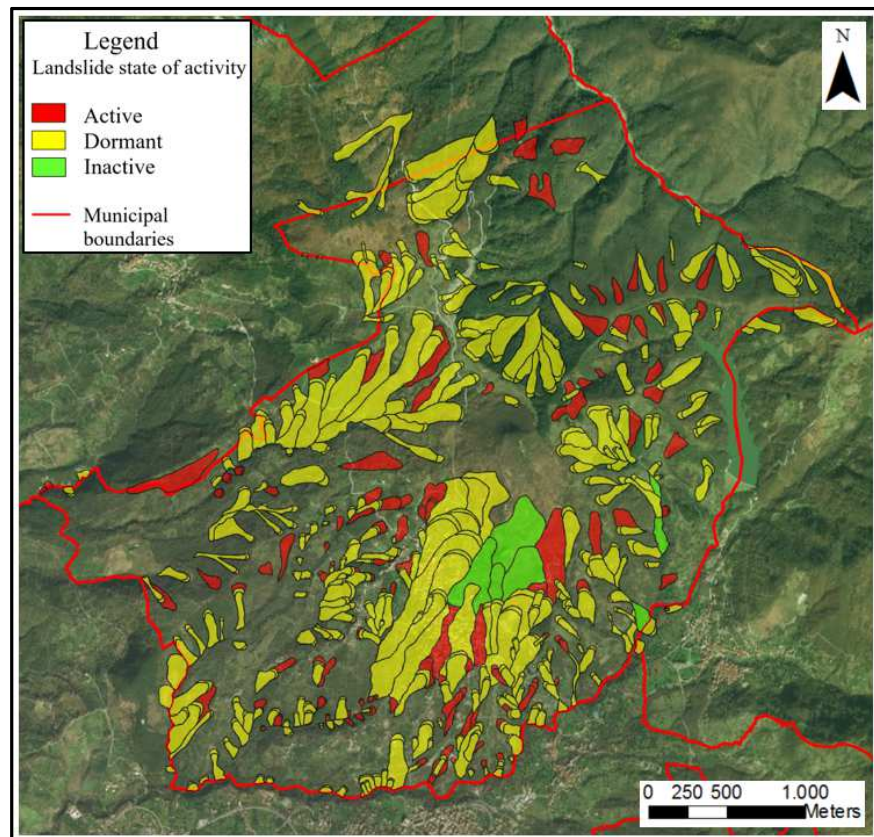 Legend
Landslide state of activity
Active
Dormant
Inactive
Municipal
boundaries
N
0 250 500 1.000
Meters